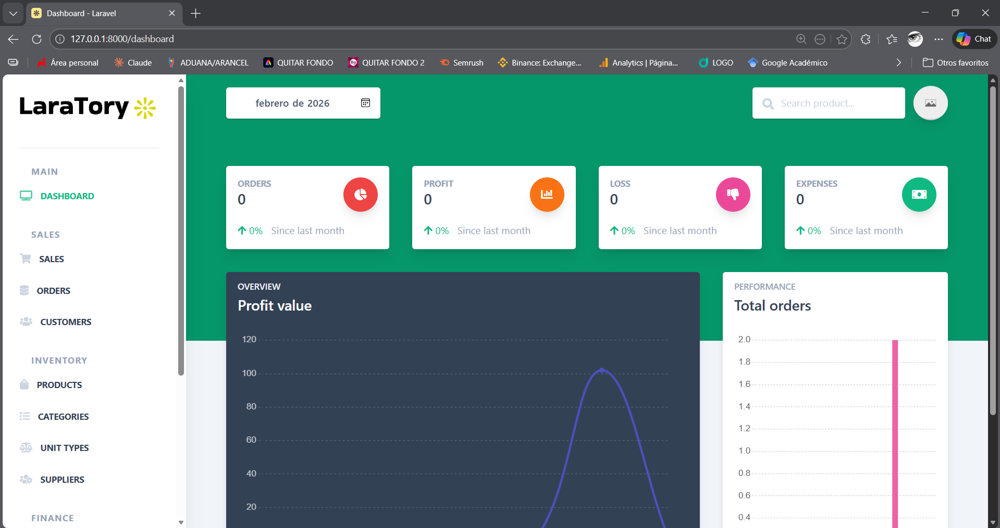 Dashboard - Laravel
127.0.0.1:8000/dashboard
Chat
Área personal
Claude
ADUANA/ARANCEL
QUITAR FONDO
Bg
QUITAR FONDO 2
Semrush
Binance: Exchange...
Analytics | Página...
LOGO
Google Académico
Otros favoritos
LaraTory
febrero de 2026
Search product...
MAIN
DASHBOARD
SALES
SALES
ORDERS
CUSTOMERS
INVENTORY
PRODUCTS
CATEGORIES
UNIT TYPES
SUPPLIERS
FINANCE
ORDERS
0
0% Since last month
PROFIT
0
0% Since last month
LOSS
0
0% Since last month
EXPENSES
0
0% Since last month
OVERVIEW
Profit value
120
100
80
60
40
20
PERFORMANCE
Total orders
2.0
1.8
1.6
1.4
1.2
1.0
0.8
0.6
0.4